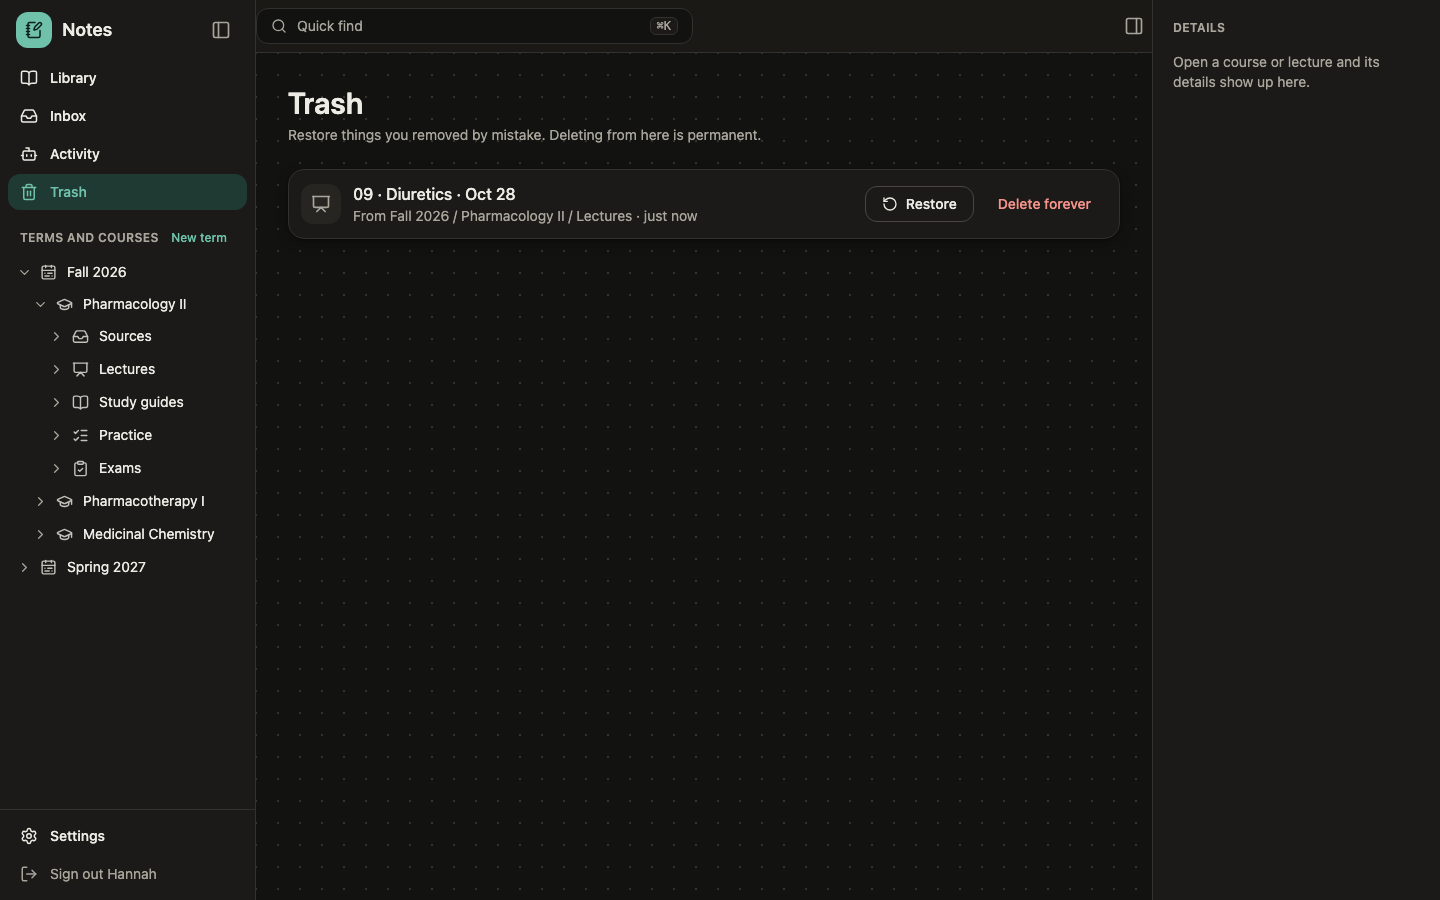 Notes
Library
Inbox
Activity
Trash
TERMS AND COURSES New term
Fall 2026
Pharmacology II
Sources
Lectures
Study guides
Practice
Exams
Pharmacotherapy I
Medicinal Chemistry
Spring 2027
Settings
Sign out Hannah
Quick find ⌘K
Trash
Restore things you removed by mistake. Deleting from here is permanent.
09 · Diuretics · Oct 28
From Fall 2026 / Pharmacology II / Lectures · just now
Restore
Delete forever
DETAILS
Open a course or lecture and its
details show up here.